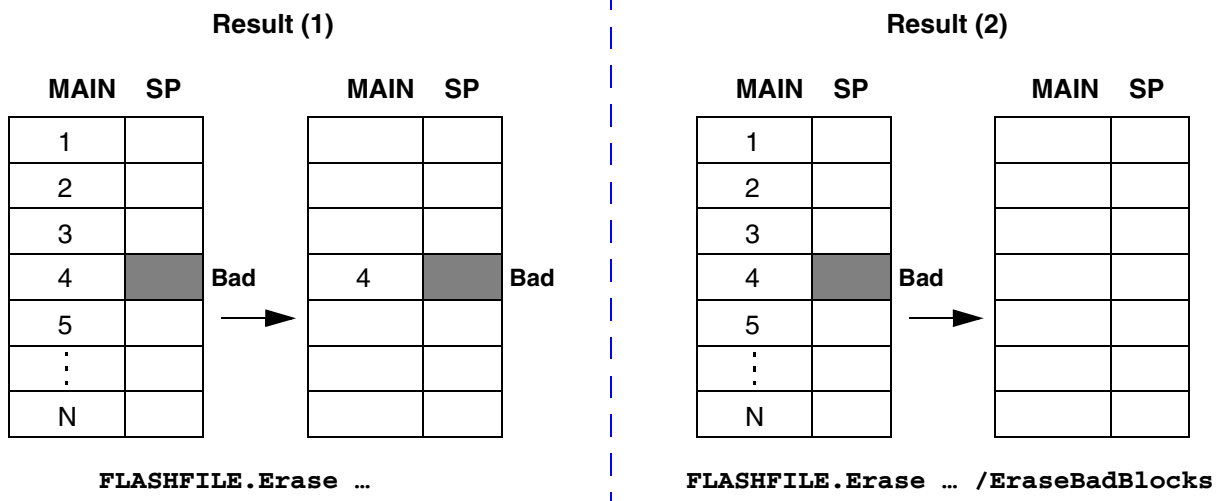 Result (1)
MAIN SP
MAIN SP
1
2
3
4 Bad
4 Bad
5
N
FLASHFILE.Erase …
Result (2)
MAIN SP
MAIN SP
1
2
3
4 Bad
5
N
FLASHFILE.Erase … /EraseBadBlocks